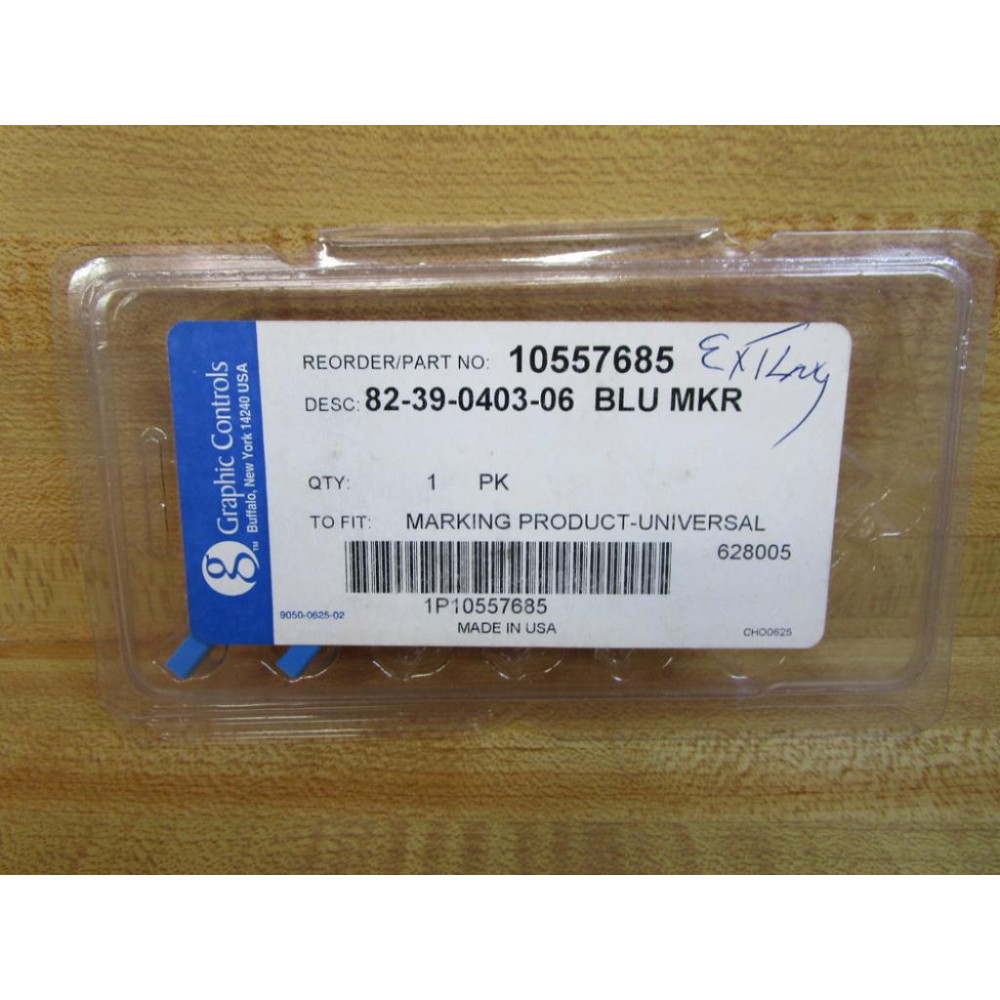 g™ Graphic Controls
Buffalo, New York 14240 USA
REORDER/PART NO: 10557685
DESC: 82-39-0403-06 BLU MKR
QTY: 1 PK
TO FIT: MARKING PRODUCT-UNIVERSAL
628005
1P10557685
9050-0625-02
MADE IN USA
CHO0625